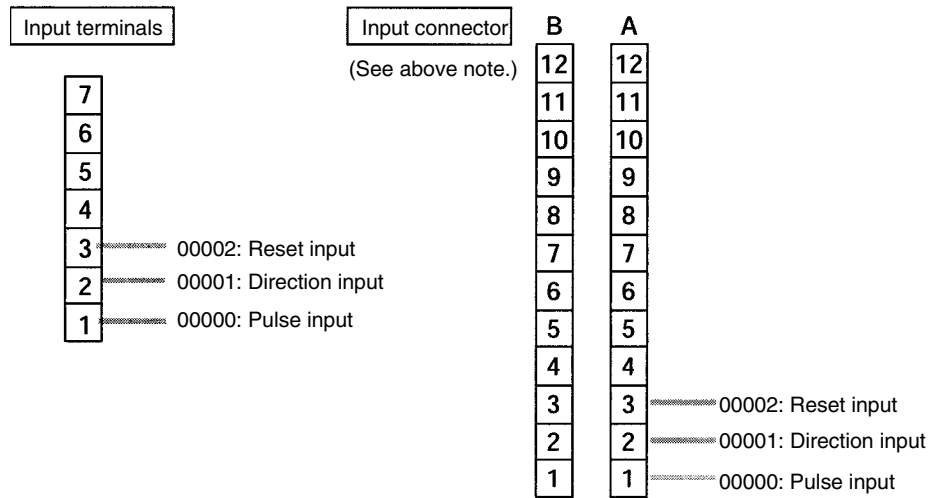 Input terminals
7
6
5
4
3 00002: Reset input
2 00001: Direction input
1 00000: Pulse input
Input connector
(See above note.)
B A
12 12
11 11
10 10
9 9
8 8
7 7
6 6
5 5
4 4
3 3 00002: Reset input
2 2 00001: Direction input
1 1 00000: Pulse input